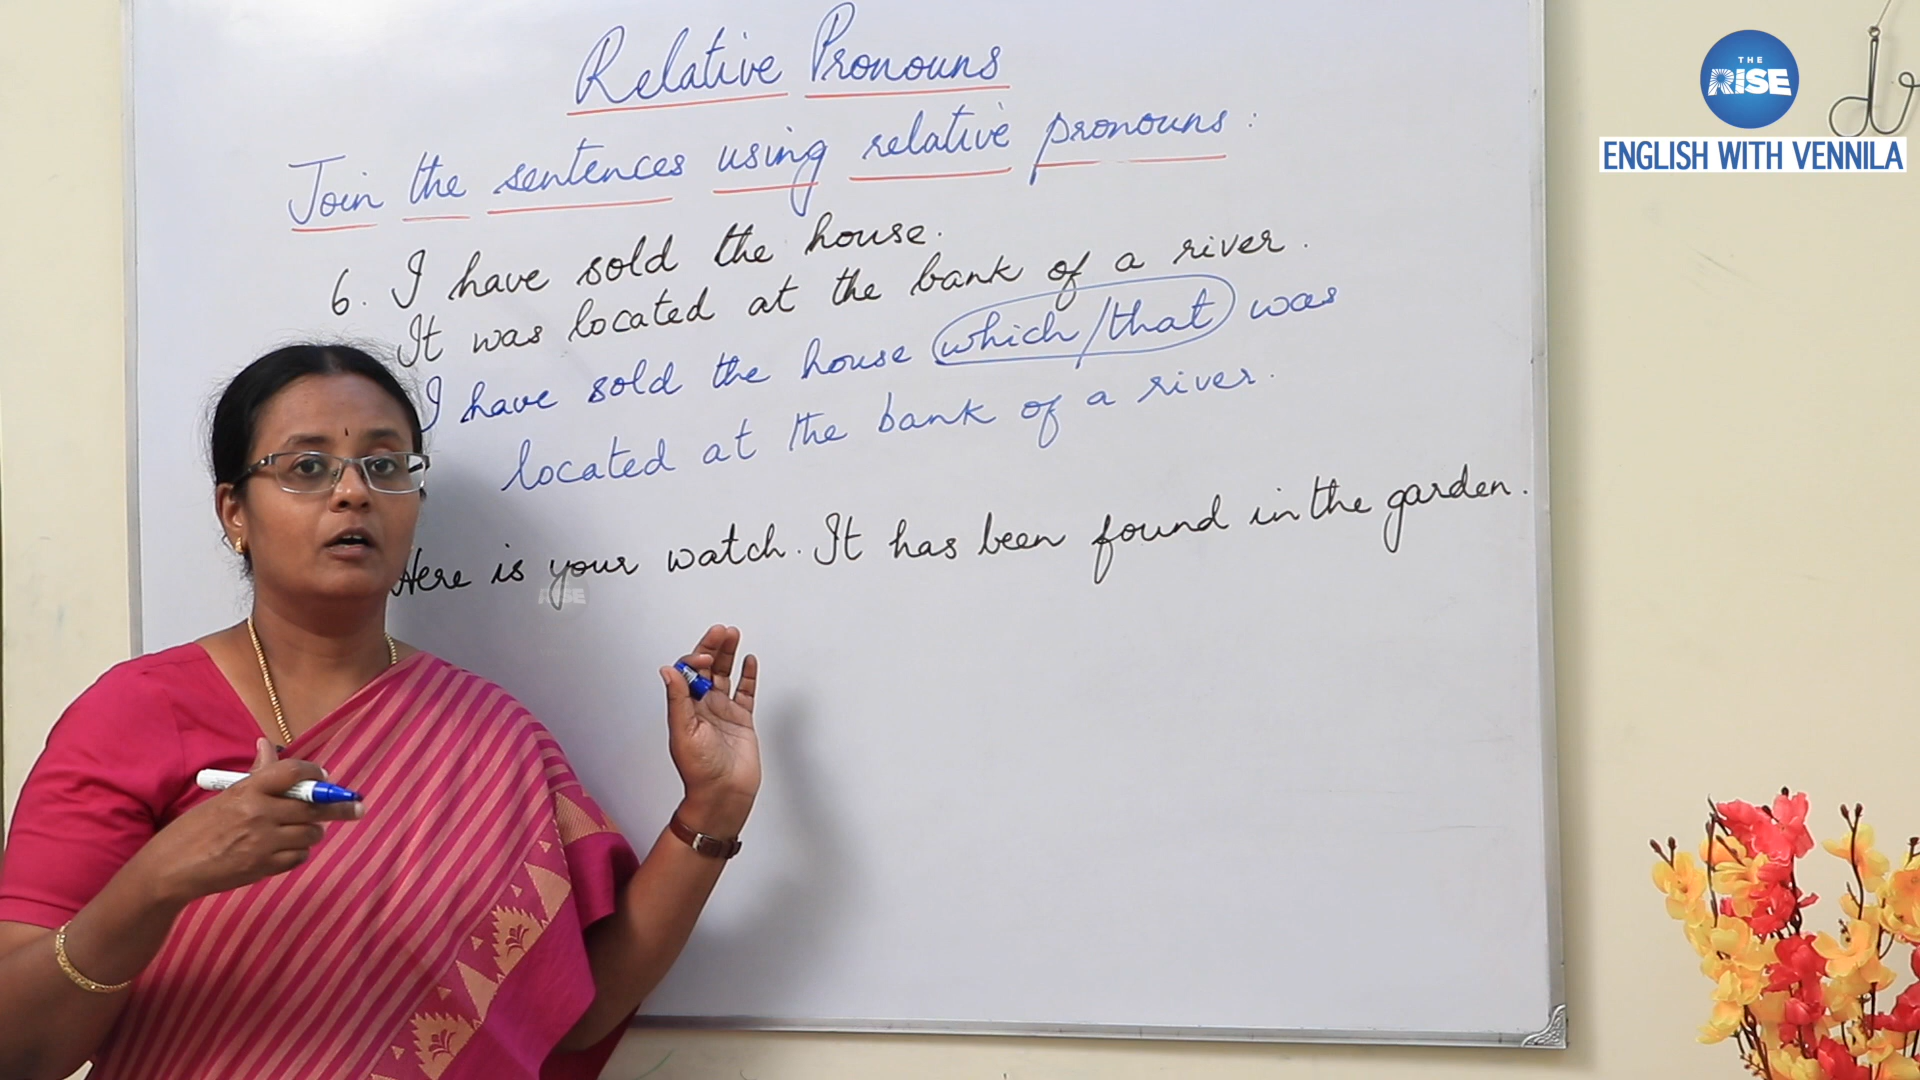 Relative Pronouns
Join the sentences using relative pronouns:
6. I have sold the house.
It was located at the bank of a river.
I have sold the house which/that was
located at the bank of a river.
Here is your watch. It has been found in the garden.
THE
RISE
ENGLISH WITH VENNILA
RISE